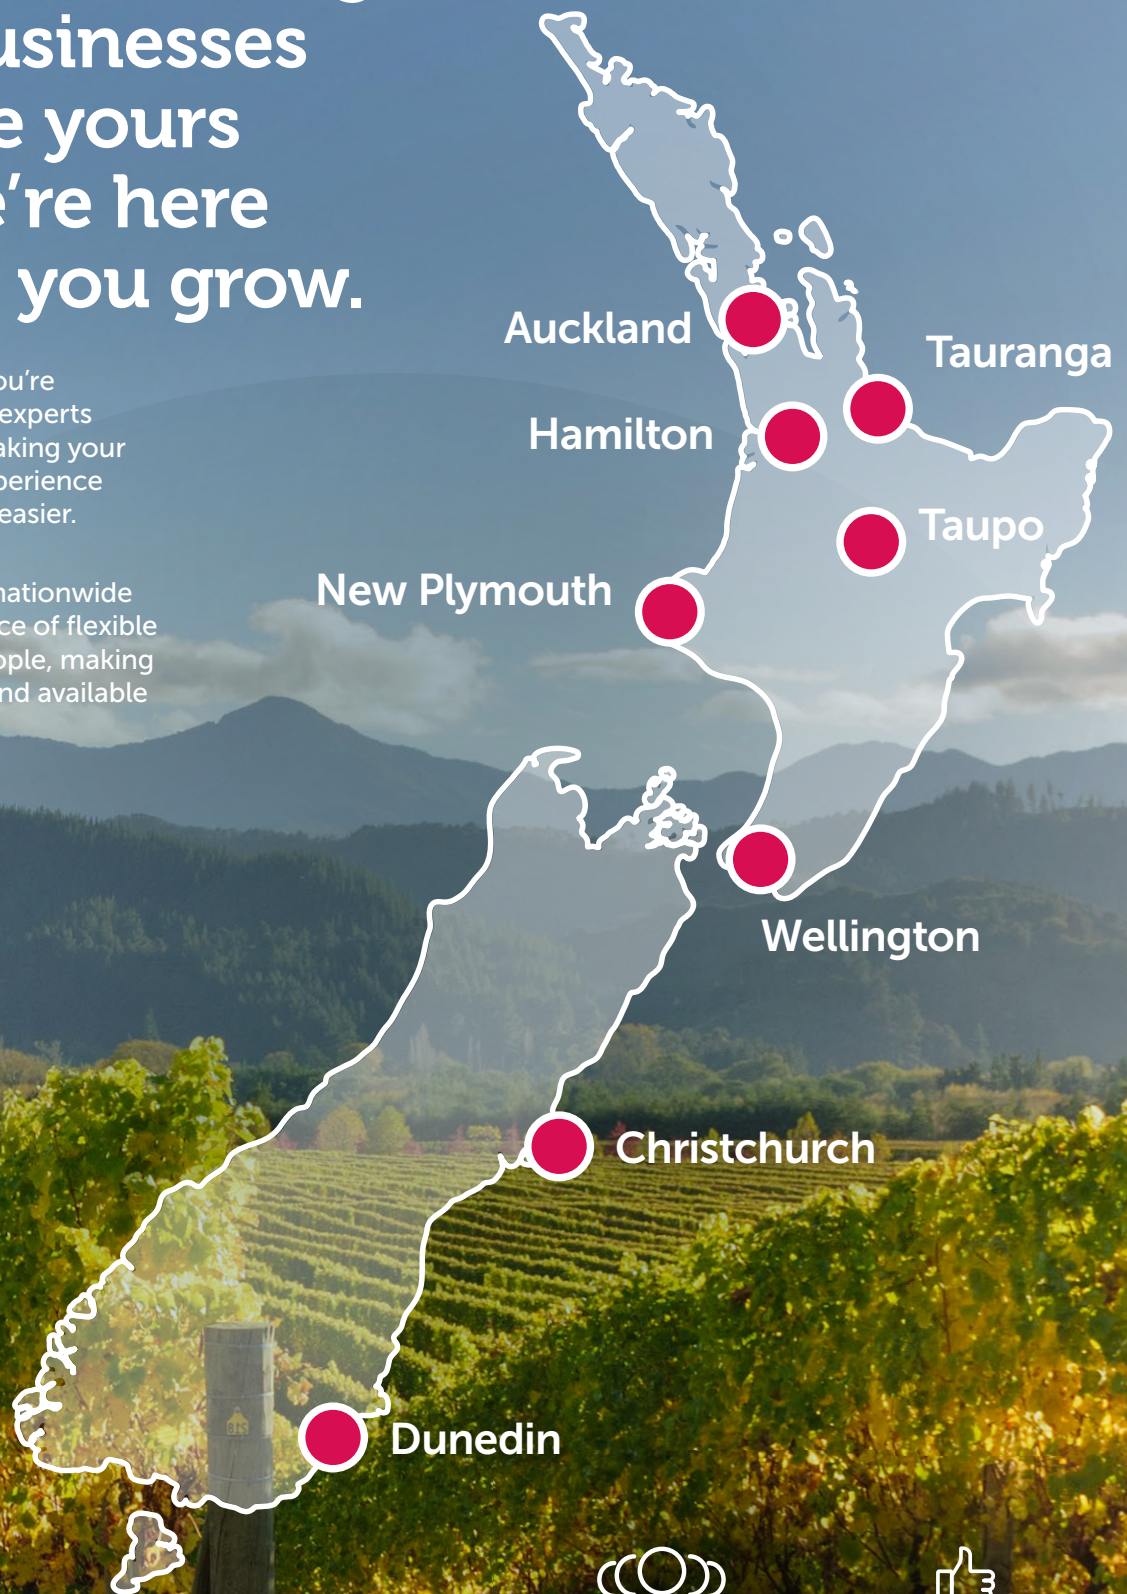 usinesses
e yours
e're here
you grow.
ou're
experts
aking your
perience
easier.
nationwide
ce of flexible
ople, making
nd available
Auckland
Tauranga
Hamilton
Taupo
New Plymouth
Wellington
Christchurch
Dunedin